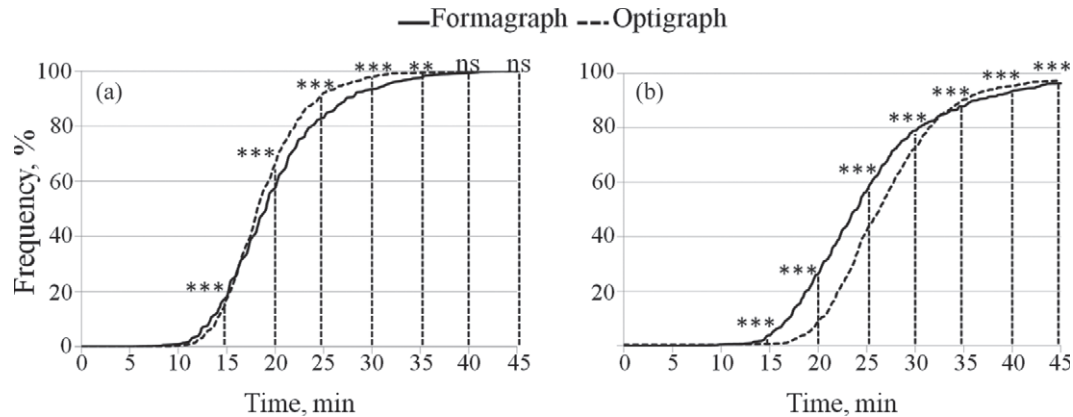 Formagraph Optigraph
(a)
Frequency, %
100
80
60
40
20
0
*** *** *** *** ** ns ns
0 5 10 15 20 25 30 35 40 45
Time, min
(b)
100
80
60
40
20
*** *** *** *** *** *** ***
0 5 10 15 20 25 30 35 40 45
Time, min